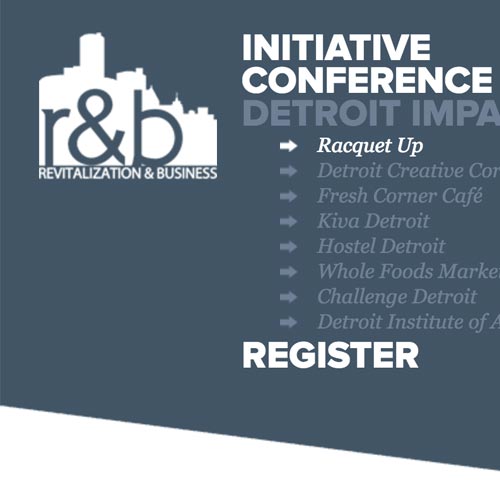 r&b
REVITALIZATION & BUSINESS
INITIATIVE
CONFERENCE
DETROIT IMPA
Racquet Up
Detroit Creative Cor
Fresh Corner Café
Kiva Detroit
Hostel Detroit
Whole Foods Market
Challenge Detroit
Detroit Institute of A
REGISTER